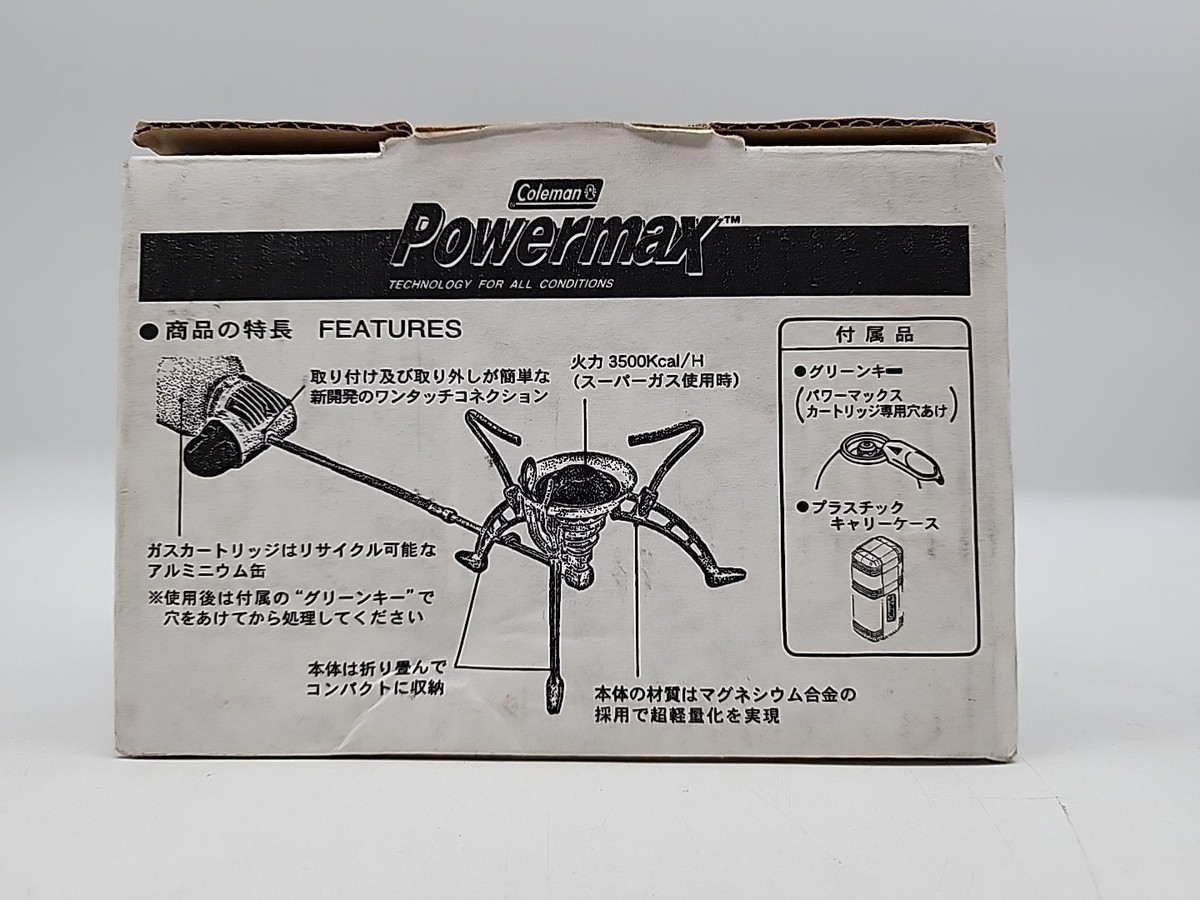 Coleman
Powermax™
TECHNOLOGY FOR ALL CONDITIONS
●商品の特長 FEATURES
取り付け及び取り外しが簡単な
新開発のワンタッチコネクション
火力 3500Kcal/H
（スーパーガス使用時）
ガスカートリッジはリサイクル可能な
アルミニウム缶
※使用後は付属の“グリーンキー”で
穴をあけてから処理してください
本体は折り畳んで
コンパクトに収納
本体の材質はマグネシウム合金の
採用で超軽量化を実現
付属品
●グリーンキー
（パワーマックス
カートリッジ専用穴あけ）
●プラスチック
キャリーケース